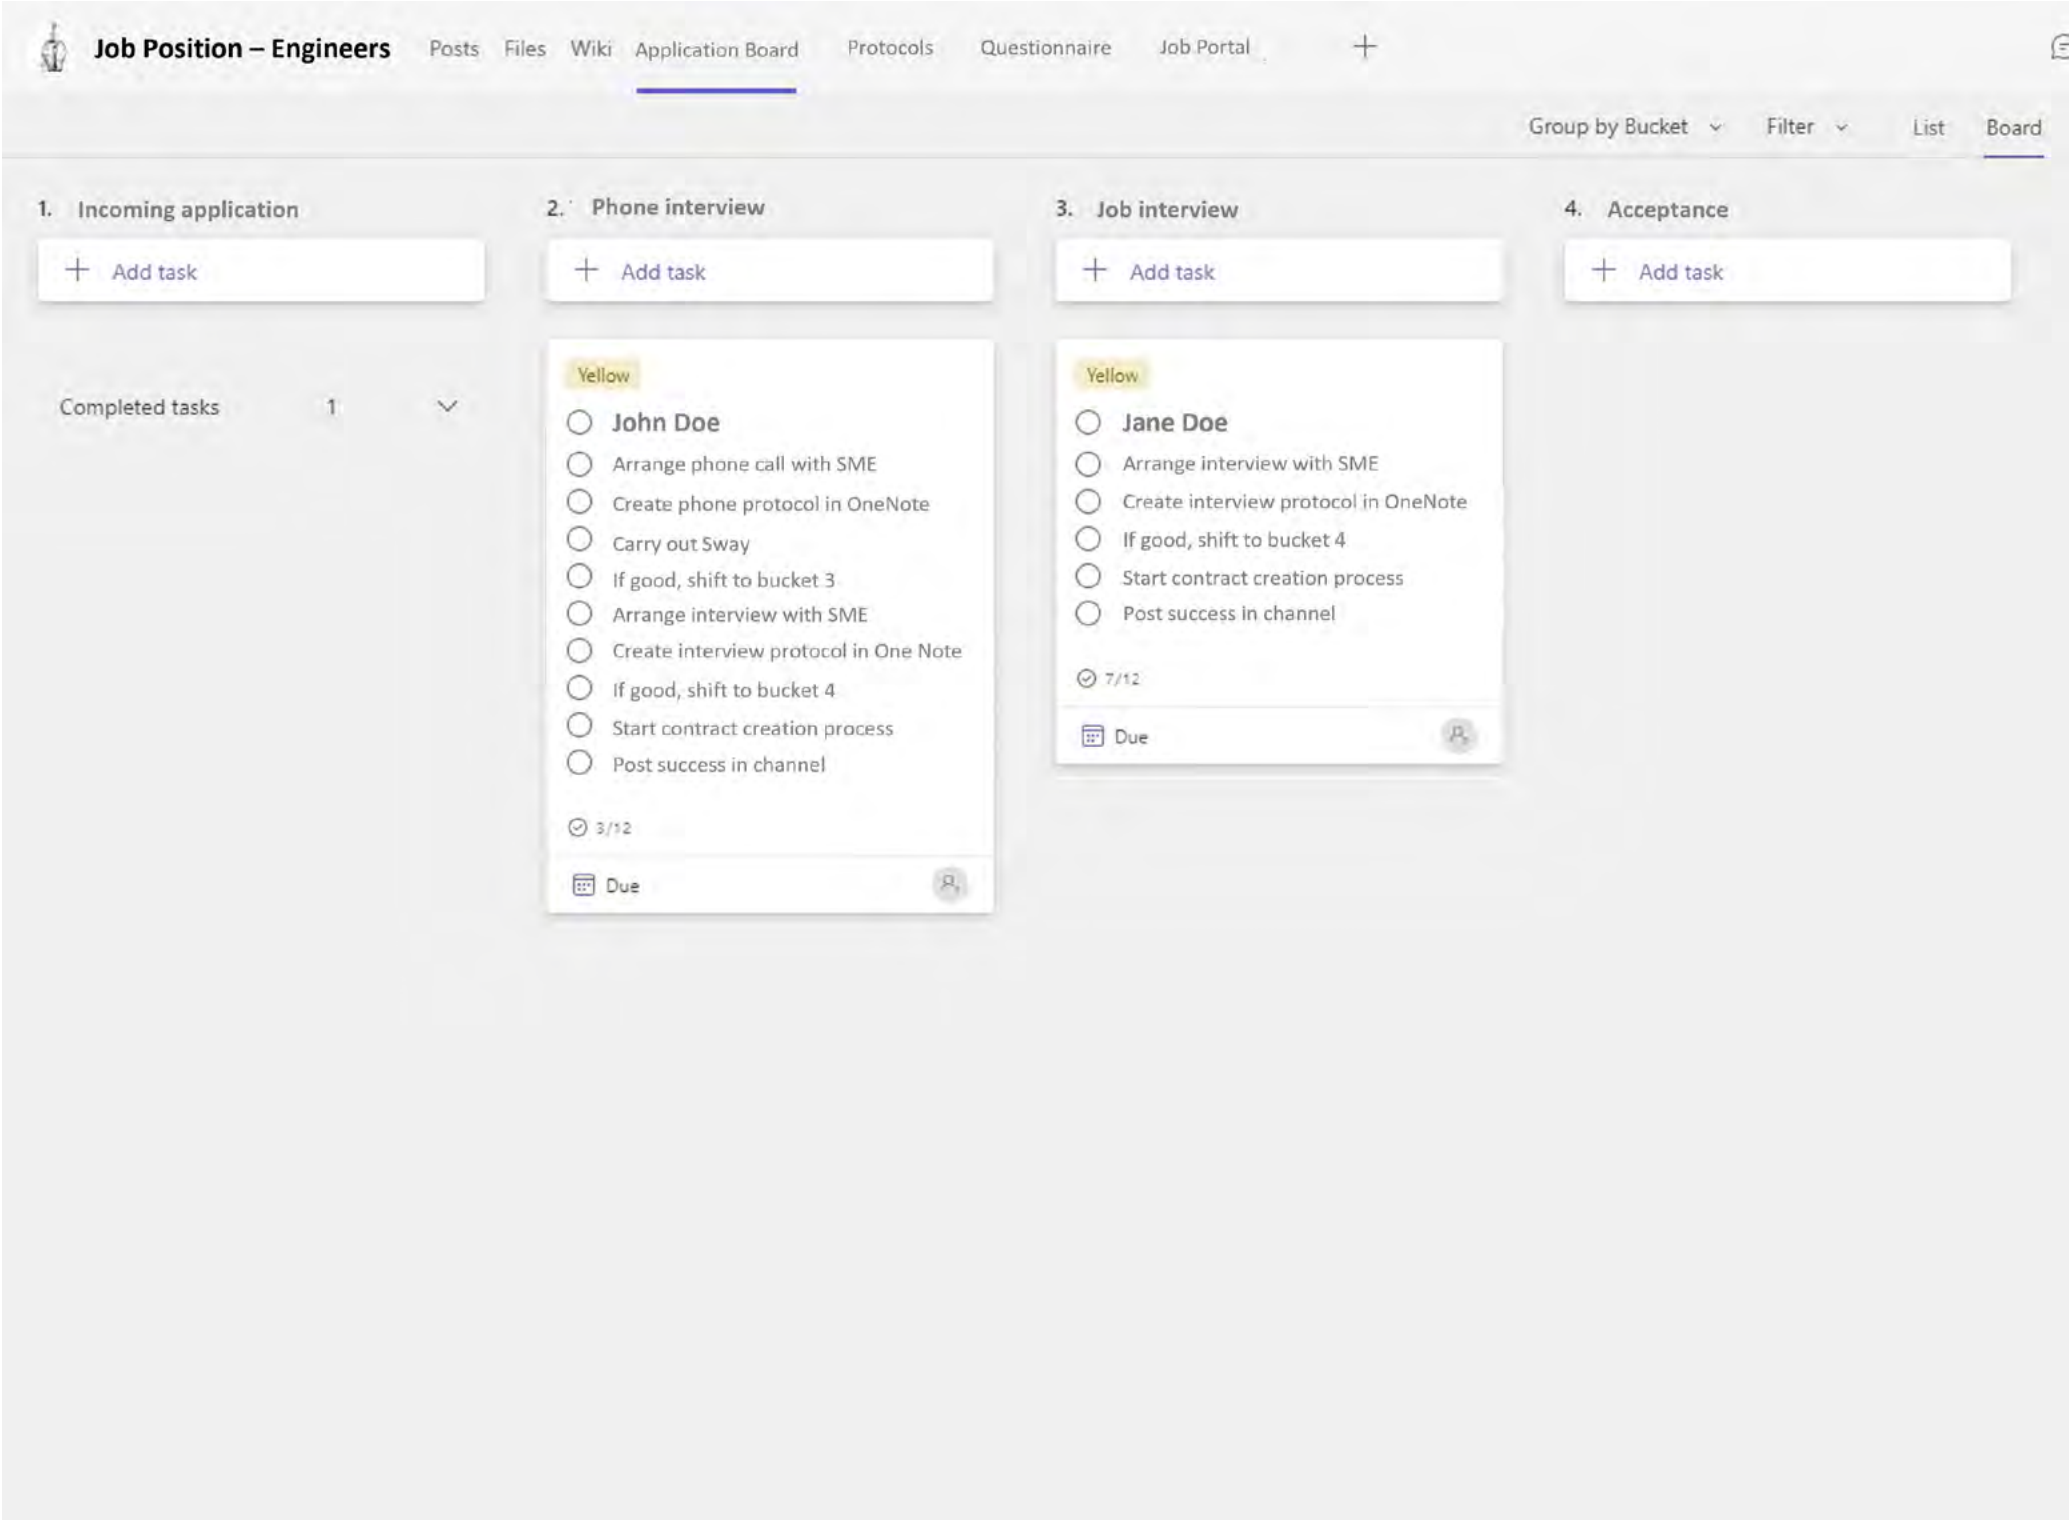 Job Position – Engineers Posts Files Wiki Application Board Protocols Questionnaire Job Portal
Group by Bucket Filter List Board
1. Incoming application
Add task
Completed tasks 1
2. Phone interview
Add task
Yellow
John Doe
Arrange phone call with SME
Create phone protocol in OneNote
Carry out Sway
If good, shift to bucket 3
Arrange interview with SME
Create interview protocol in One Note
If good, shift to bucket 4
Start contract creation process
Post success in channel
3/12
Due
3. Job interview
Add task
Yellow
Jane Doe
Arrange interview with SME
Create interview protocol in OneNote
If good, shift to bucket 4
Start contract creation process
Post success in channel
7/12
Due
4. Acceptance
Add task